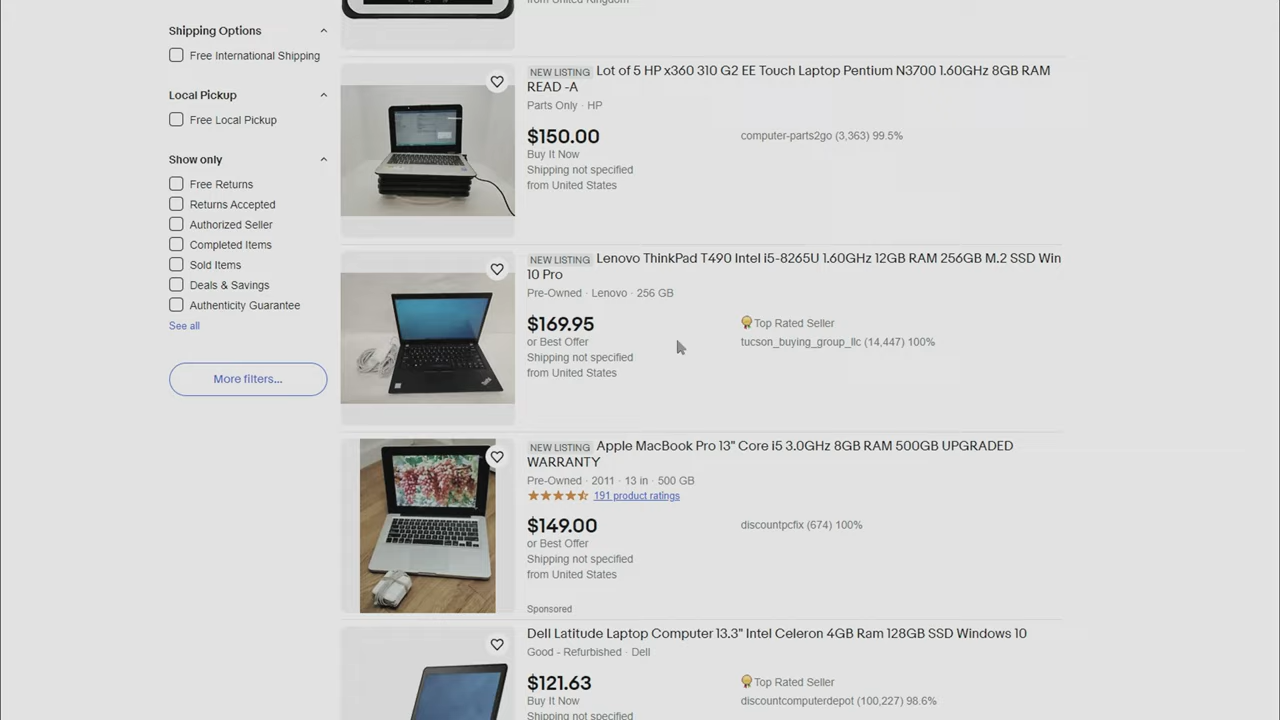 from United Kingdom
Shipping Options
Free International Shipping
Local Pickup
Free Local Pickup
Show only
Free Returns
Returns Accepted
Authorized Seller
Completed Items
Sold Items
Deals & Savings
Authenticity Guarantee
See all
More filters...
NEW LISTING Lot of 5 HP x360 310 G2 EE Touch Laptop Pentium N3700 1.60GHz 8GB RAM
READ -A
Parts Only · HP
$150.00
computer-parts2go (3,363) 99.5%
Buy It Now
Shipping not specified
from United States
NEW LISTING Lenovo ThinkPad T490 Intel i5-8265U 1.60GHz 12GB RAM 256GB M.2 SSD Win
10 Pro
Pre-Owned · Lenovo · 256 GB
$169.95
Top Rated Seller
or Best Offer
tucson_buying_group_llc (14,447) 100%
Shipping not specified
from United States
NEW LISTING Apple MacBook Pro 13" Core i5 3.0GHz 8GB RAM 500GB UPGRADED
WARRANTY
Pre-Owned · 2011 · 13 in · 500 GB
191 product ratings
$149.00
discountpcfix (674) 100%
or Best Offer
Shipping not specified
from United States
Sponsored
Dell Latitude Laptop Computer 13.3" Intel Celeron 4GB Ram 128GB SSD Windows 10
Good - Refurbished · Dell
$121.63
Top Rated Seller
Buy It Now
discountcomputerdepot (100,227) 98.6%
Shipping not specified